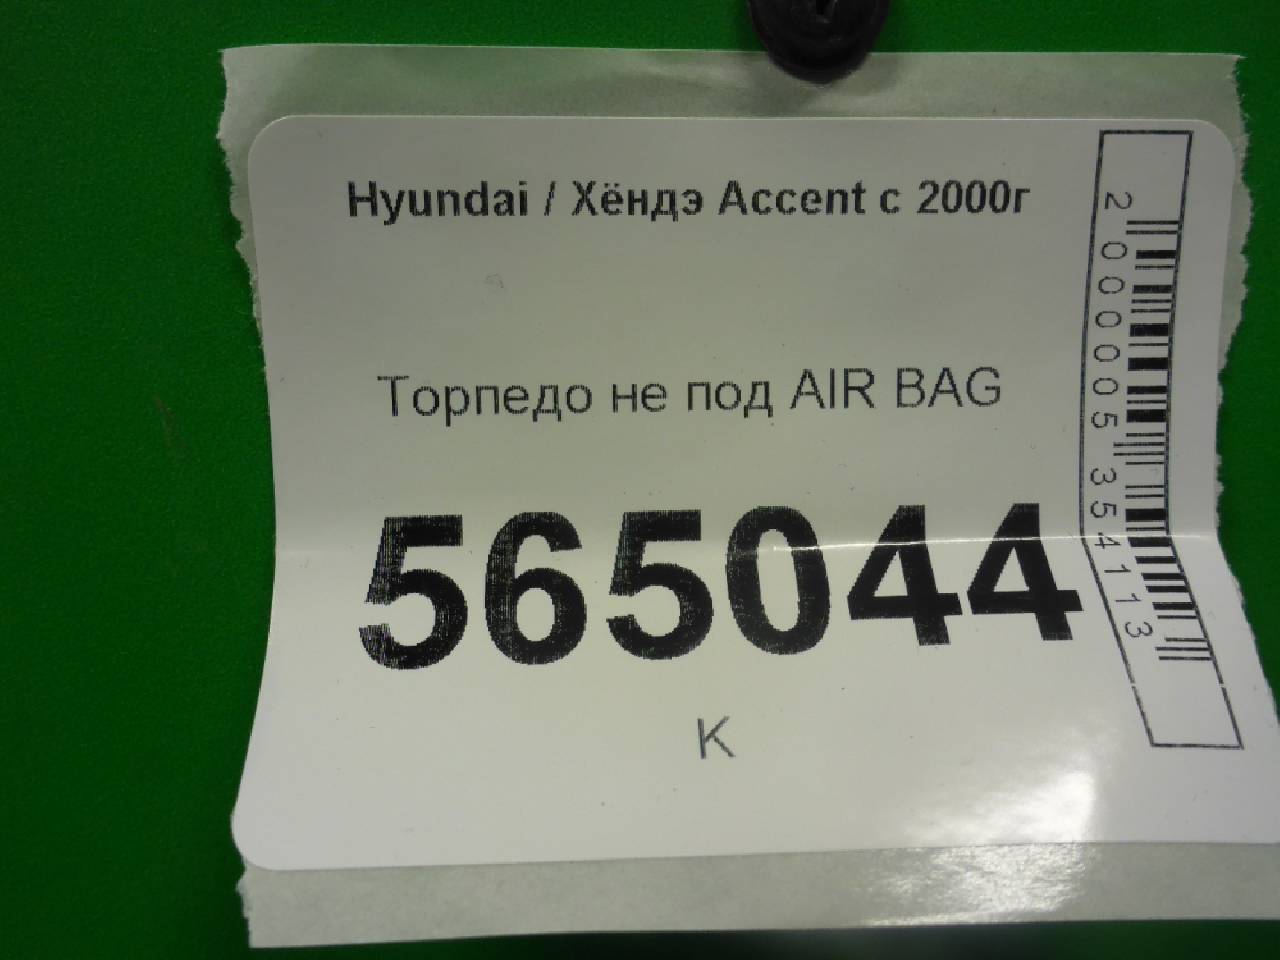 Hyundai / Хёндэ Accent с 2000г
Торпедо не под AIR BAG
565044
К
2000005354113